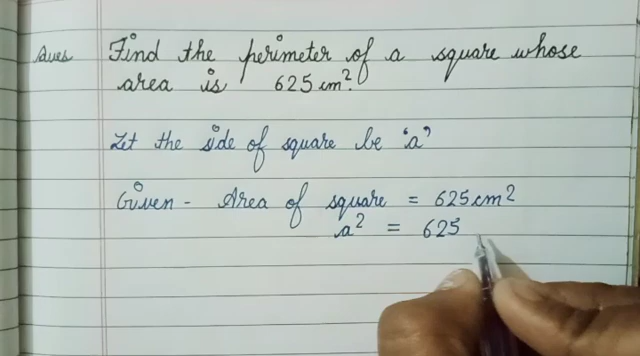 Ques Find the perimeter of a square whose
area is 625 cm².
Let the side of square be 'a'
Given - Area of square = 625 cm²
a² = 625